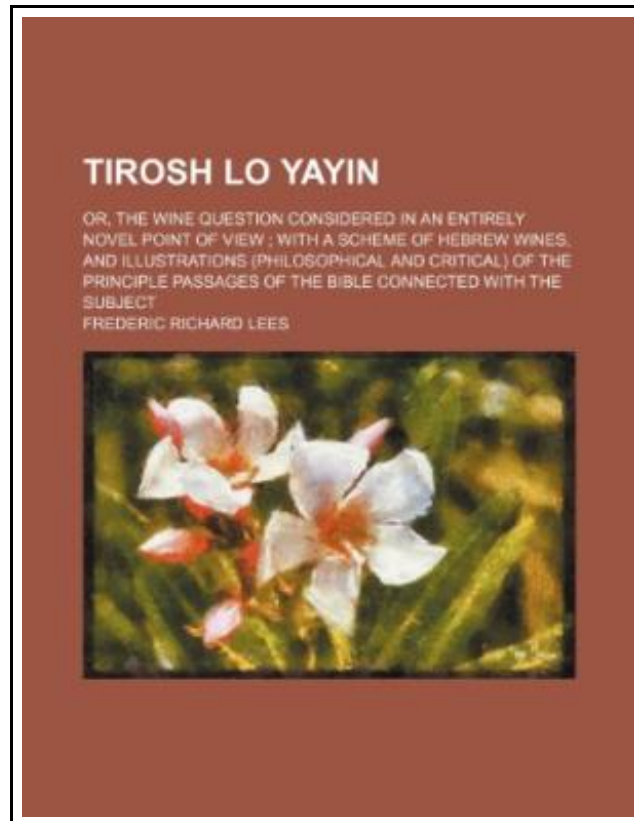 TIROSH LO YAYIN
OR, THE WINE QUESTION CONSIDERED IN AN ENTIRELY
NOVEL POINT OF VIEW ; WITH A SCHEME OF HEBREW WINES,
AND ILLUSTRATIONS (PHILOSOPHICAL AND CRITICAL) OF THE
PRINCIPLE PASSAGES OF THE BIBLE CONNECTED WITH THE
SUBJECT
FREDERIC RICHARD LEES